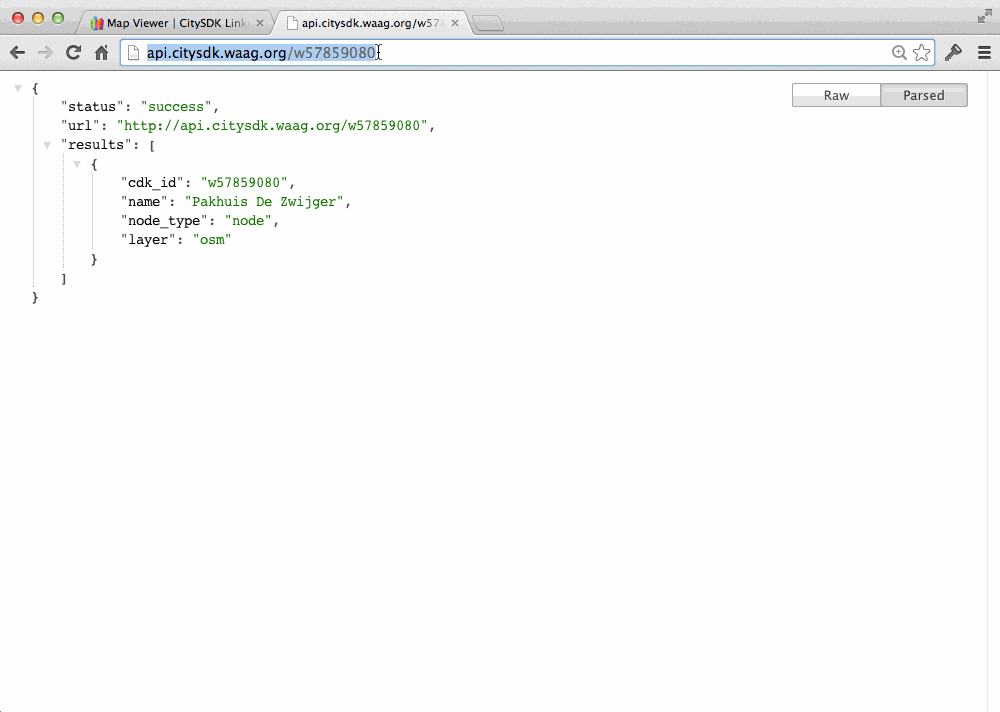 Map Viewer | CitySDK Link
api.citysdk.waag.org/w578
api.citysdk.waag.org/w57859080
Raw
Parsed
{
"status": "success",
"url": "http://api.citysdk.waag.org/w57859080",
"results": [
{
"cdk_id": "w57859080",
"name": "Pakhuis De Zwijger",
"node_type": "node",
"layer": "osm"
}
]
}